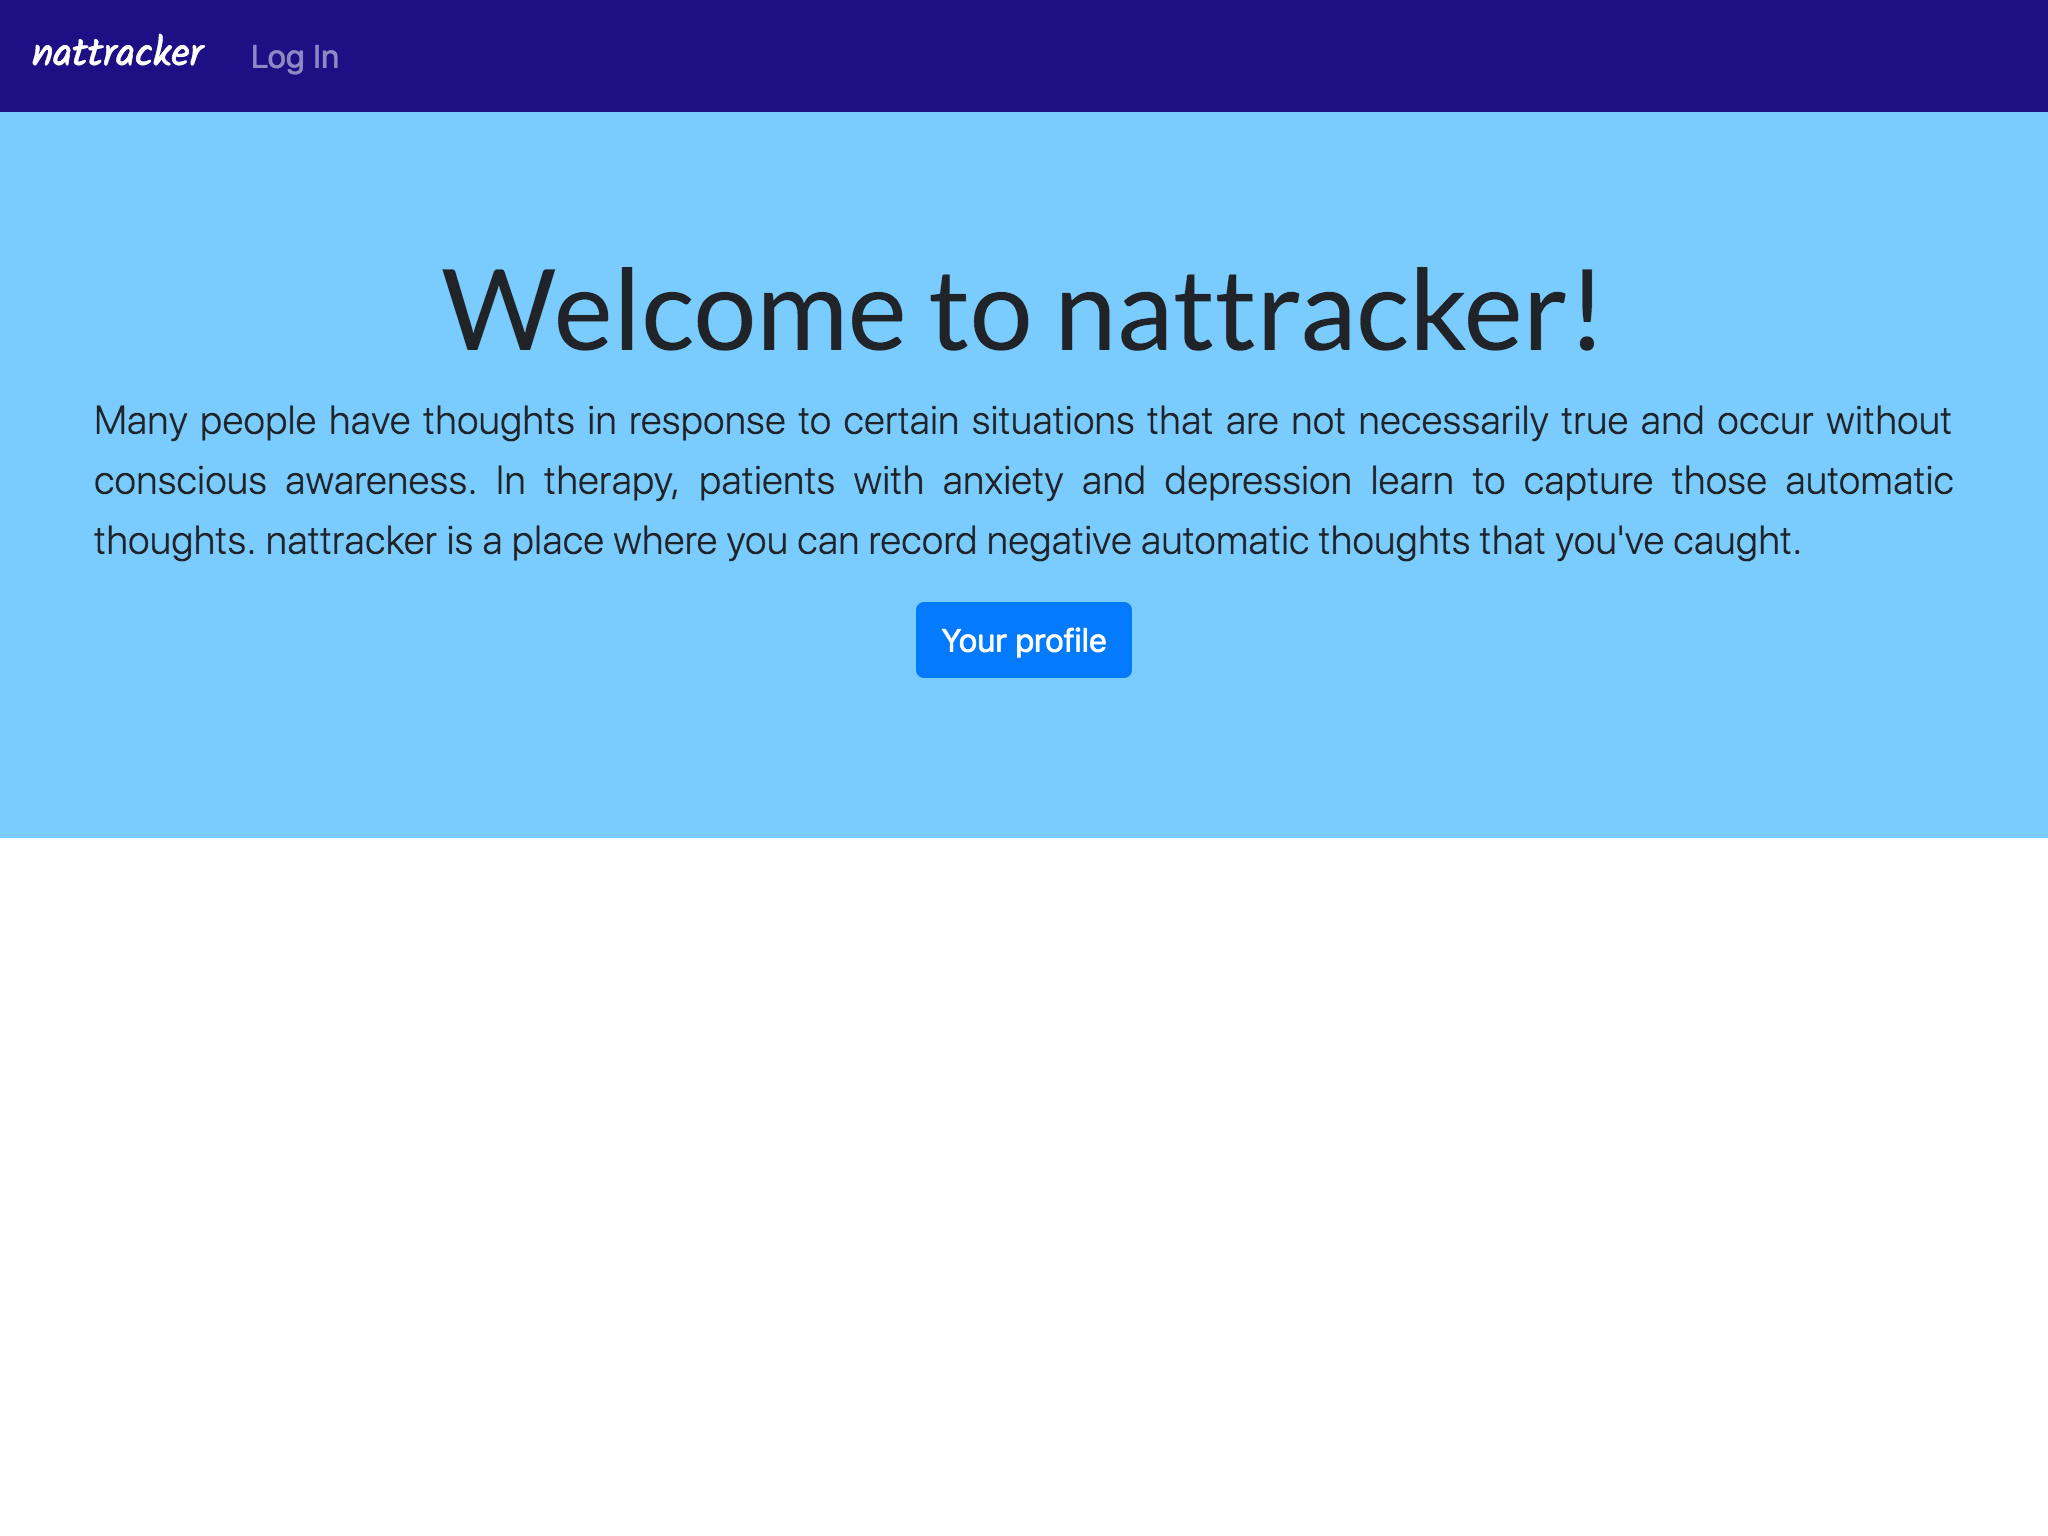 nattracker Log In
Welcome to nattracker!
Many people have thoughts in response to certain situations that are not necessarily true and occur without
conscious awareness. In therapy, patients with anxiety and depression learn to capture those automatic
thoughts. nattracker is a place where you can record negative automatic thoughts that you've caught.
Your profile